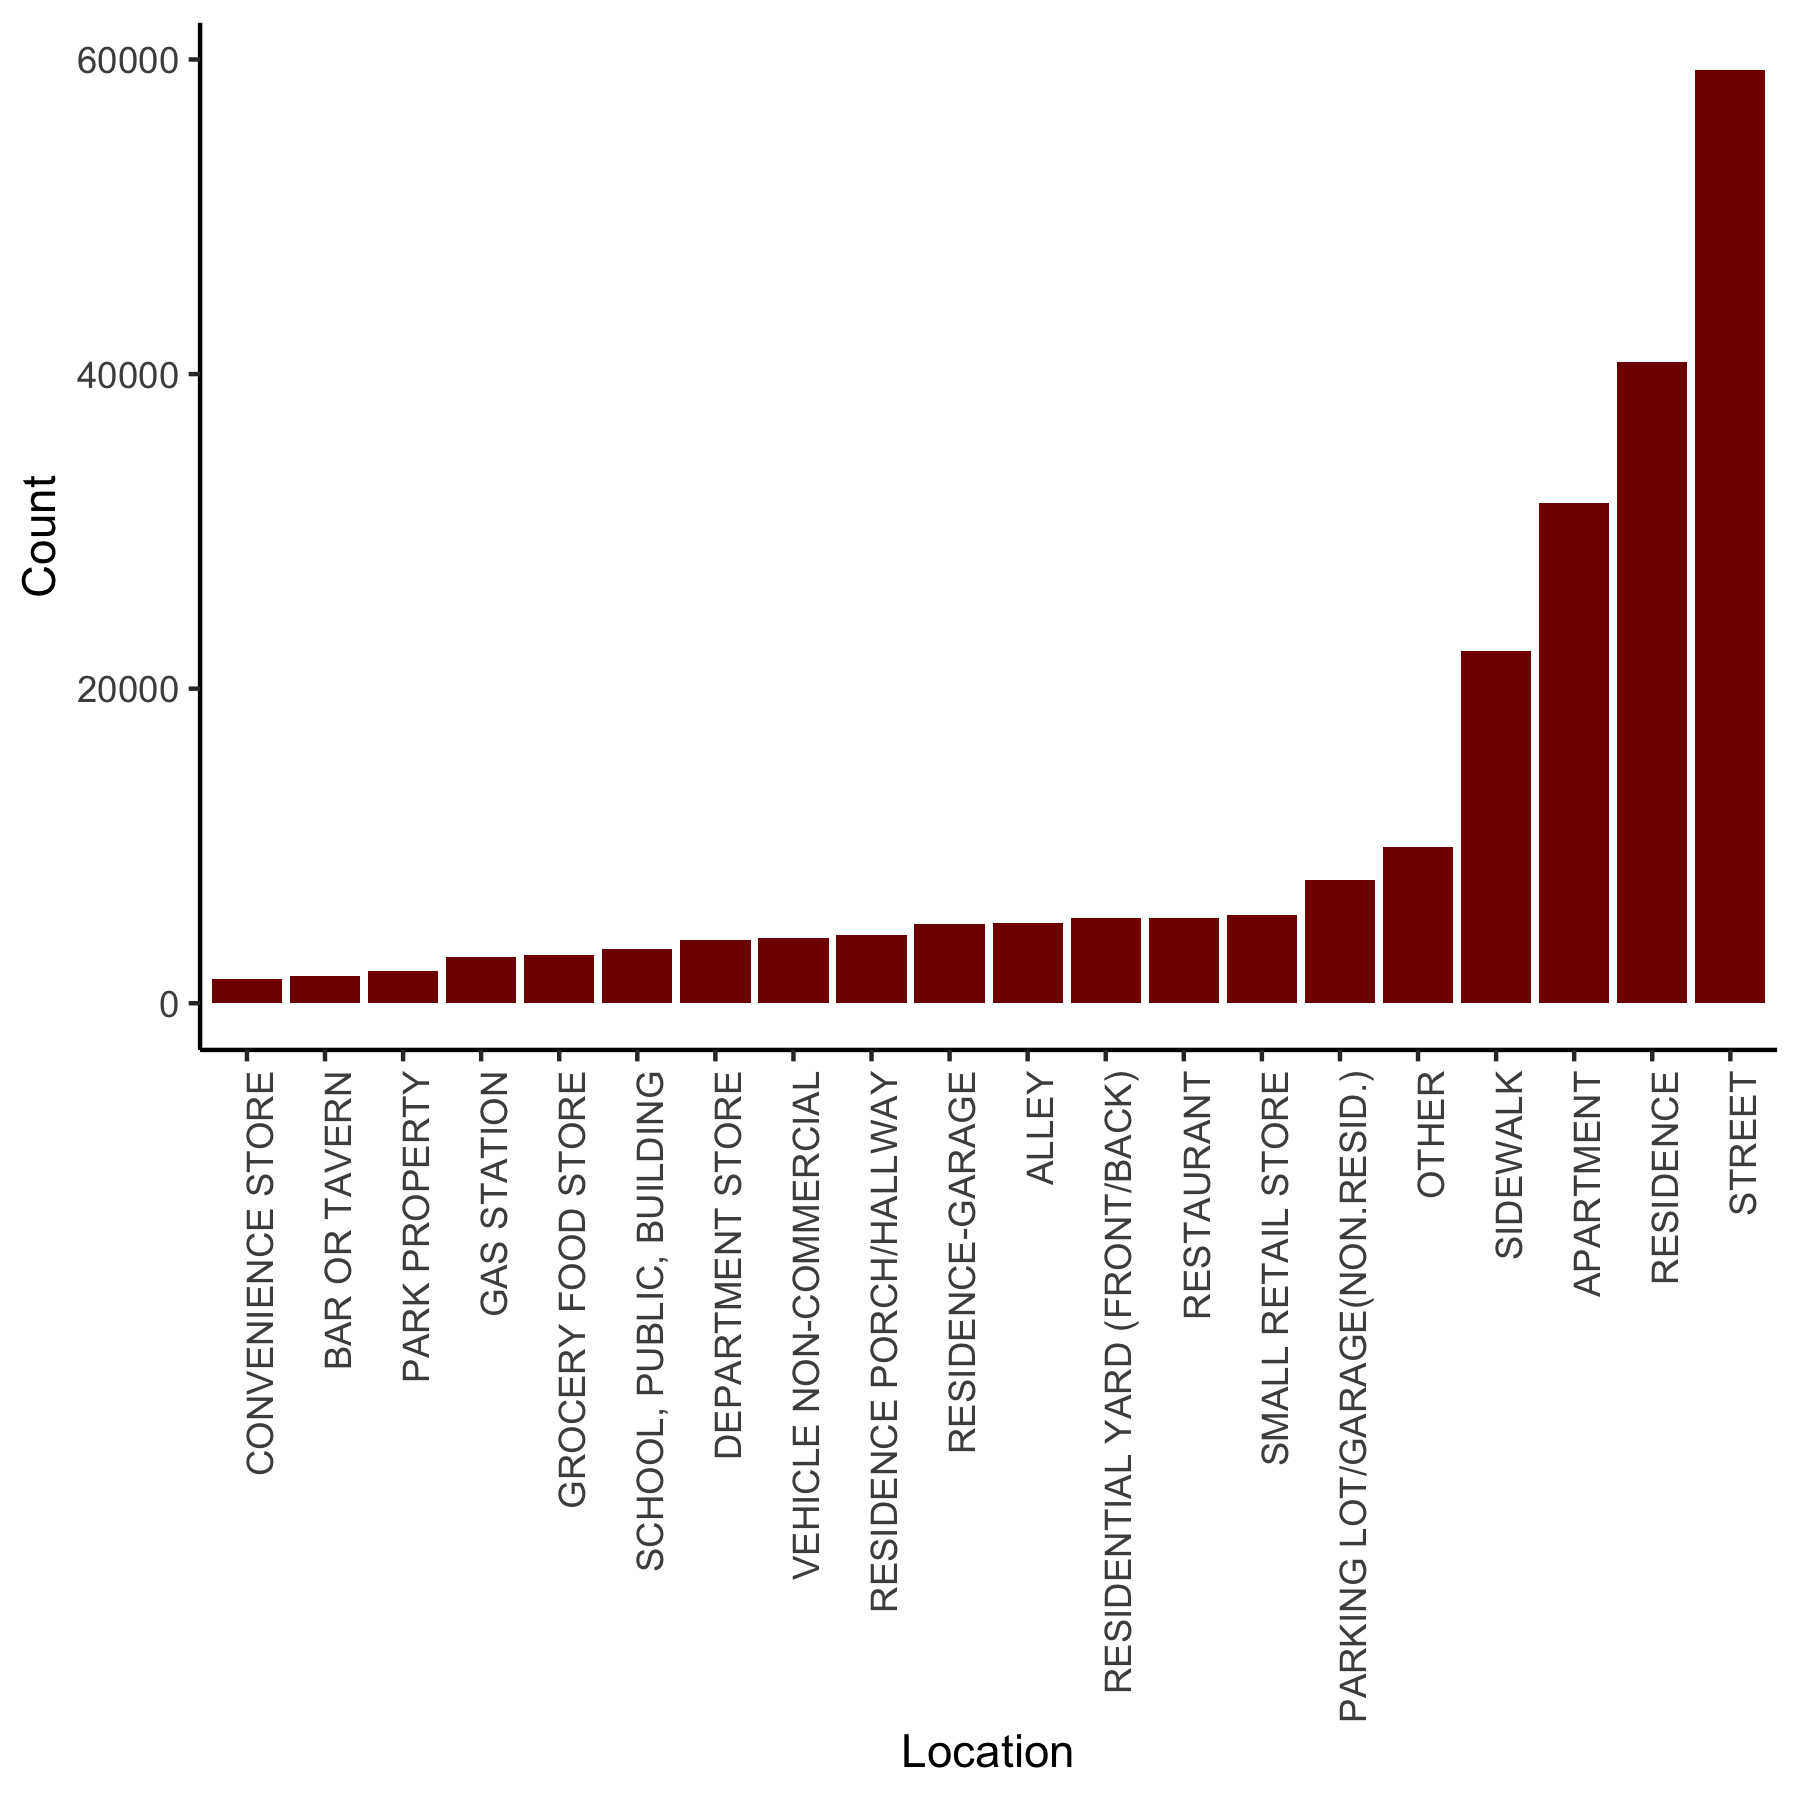 60000
40000
20000
0
Count
CONVENIENCE STORE
BAR OR TAVERN
PARK PROPERTY
GAS STATION
GROCERY FOOD STORE
SCHOOL, PUBLIC, BUILDING
DEPARTMENT STORE
VEHICLE NON-COMMERCIAL
RESIDENCE PORCH/HALLWAY
RESIDENCE-GARAGE
ALLEY
RESIDENTIAL YARD (FRONT/BACK)
RESTAURANT
SMALL RETAIL STORE
PARKING LOT/GARAGE(NON.RESID.)
OTHER
SIDEWALK
APARTMENT
RESIDENCE
STREET
Location